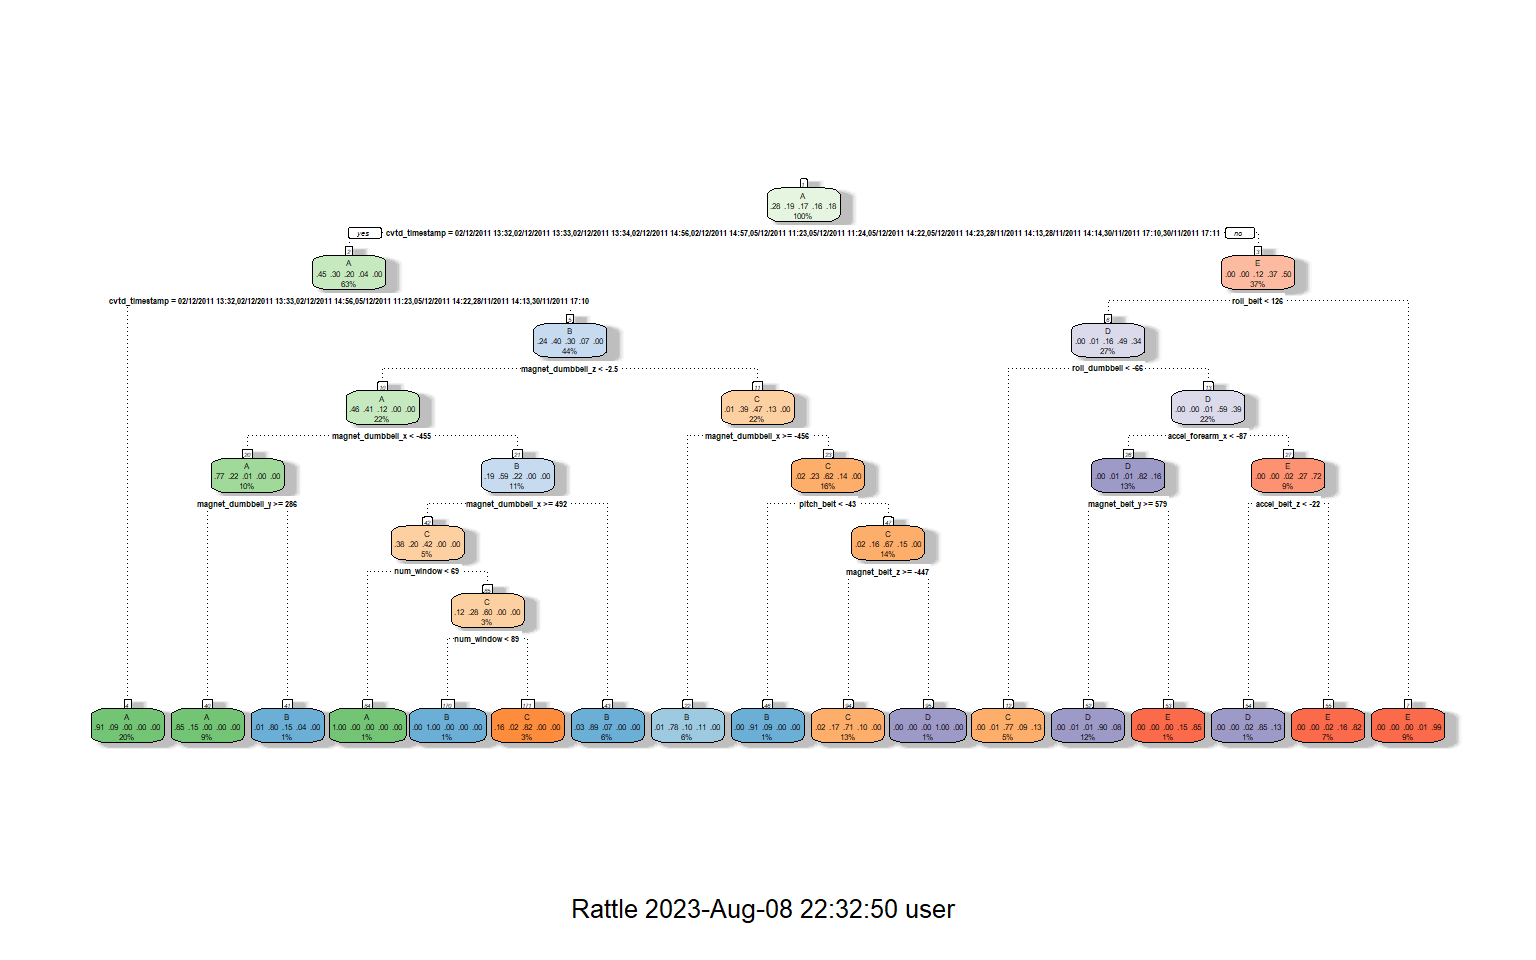 1
A
.28 .19 .17 .16 .18
100%
yes
cvtd_timestamp = 02/12/2011 13:32,02/12/2011 13:33,02/12/2011 13:34,02/12/2011 14:56,02/12/2011 14:57,05/12/2011 11:23,05/12/2011 11:24,05/12/2011 14:22,05/12/2011 14:23,28/11/2011 14:13,28/11/2011 14:14,30/11/2011 17:10,30/11/2011 17:11
no
2
A
.45 .30 .20 .04 .00
63%
3
E
.00 .00 .12 .37 .50
37%
cvtd_timestamp = 02/12/2011 13:32,02/12/2011 13:33,02/12/2011 14:56,05/12/2011 11:23,05/12/2011 14:22,28/11/2011 14:13,30/11/2011 17:10
roll_belt < 126
5
B
.24 .40 .30 .07 .00
44%
6
D
.00 .01 .16 .49 .34
27%
magnet_dumbbell_z < -2.5
roll_dumbbell < -66
10
A
.46 .41 .12 .00 .00
22%
11
C
.01 .39 .47 .13 .00
22%
13
D
.00 .00 .01 .59 .39
22%
magnet_dumbbell_x < -455
magnet_dumbbell_x >= -456
accel_forearm_x < -87
20
A
.77 .22 .01 .00 .00
10%
21
B
.19 .59 .22 .00 .00
11%
23
C
.02 .23 .62 .14 .00
16%
26
D
.00 .01 .01 .82 .16
13%
27
E
.00 .00 .02 .27 .72
9%
magnet_dumbbell_y >= 286
magnet_dumbbell_x >= 492
pitch_belt < -43
magnet_belt_y >= 579
accel_belt_z < -22
42
C
.38 .20 .42 .00 .00
5%
47
C
.02 .16 .67 .15 .00
14%
num_window < 69
magnet_belt_z >= -447
85
C
.12 .28 .60 .00 .00
3%
num_window < 89
4
A
.91 .09 .00 .00 .00
20%
40
A
.85 .15 .00 .00 .00
9%
41
B
.01 .80 .15 .04 .00
1%
84
A
1.00 .00 .00 .00 .00
1%
170
B
.00 1.00 .00 .00 .00
1%
171
C
.16 .02 .82 .00 .00
3%
43
B
.03 .89 .07 .00 .00
6%
22
B
.01 .78 .10 .11 .00
6%
46
B
.00 .91 .09 .00 .00
1%
94
C
.02 .17 .71 .10 .00
13%
95
D
.00 .00 .00 1.00 .00
1%
12
C
.00 .01 .77 .09 .13
5%
52
D
.00 .01 .01 .90 .08
12%
53
E
.00 .00 .00 .15 .85
1%
54
D
.00 .00 .02 .85 .13
1%
55
E
.00 .00 .02 .16 .82
7%
7
E
.00 .00 .00 .01 .99
9%
Rattle 2023-Aug-08 22:32:50 user